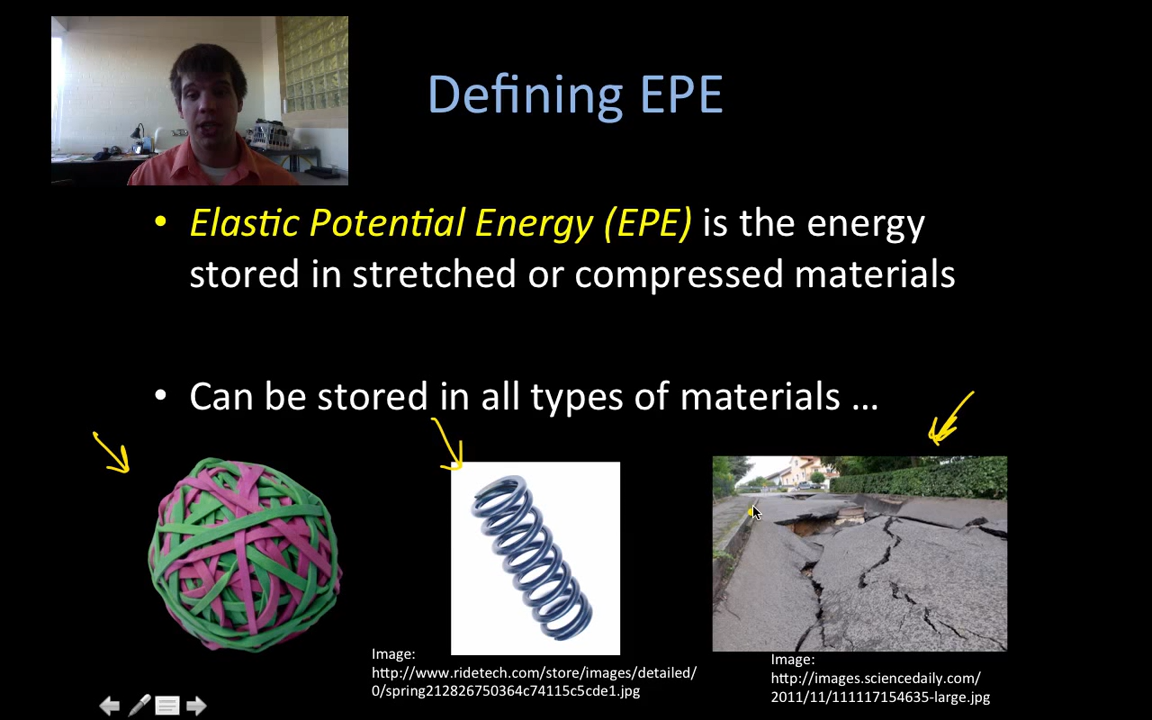 Defining EPE
• Elastic Potential Energy (EPE) is the energy
stored in stretched or compressed materials
• Can be stored in all types of materials …
Image:
http://www.ridetech.com/store/images/detailed/
0/spring212826750364c74115c5cde1.jpg
Image:
http://images.sciencedaily.com/
2011/11/111117154635-large.jpg